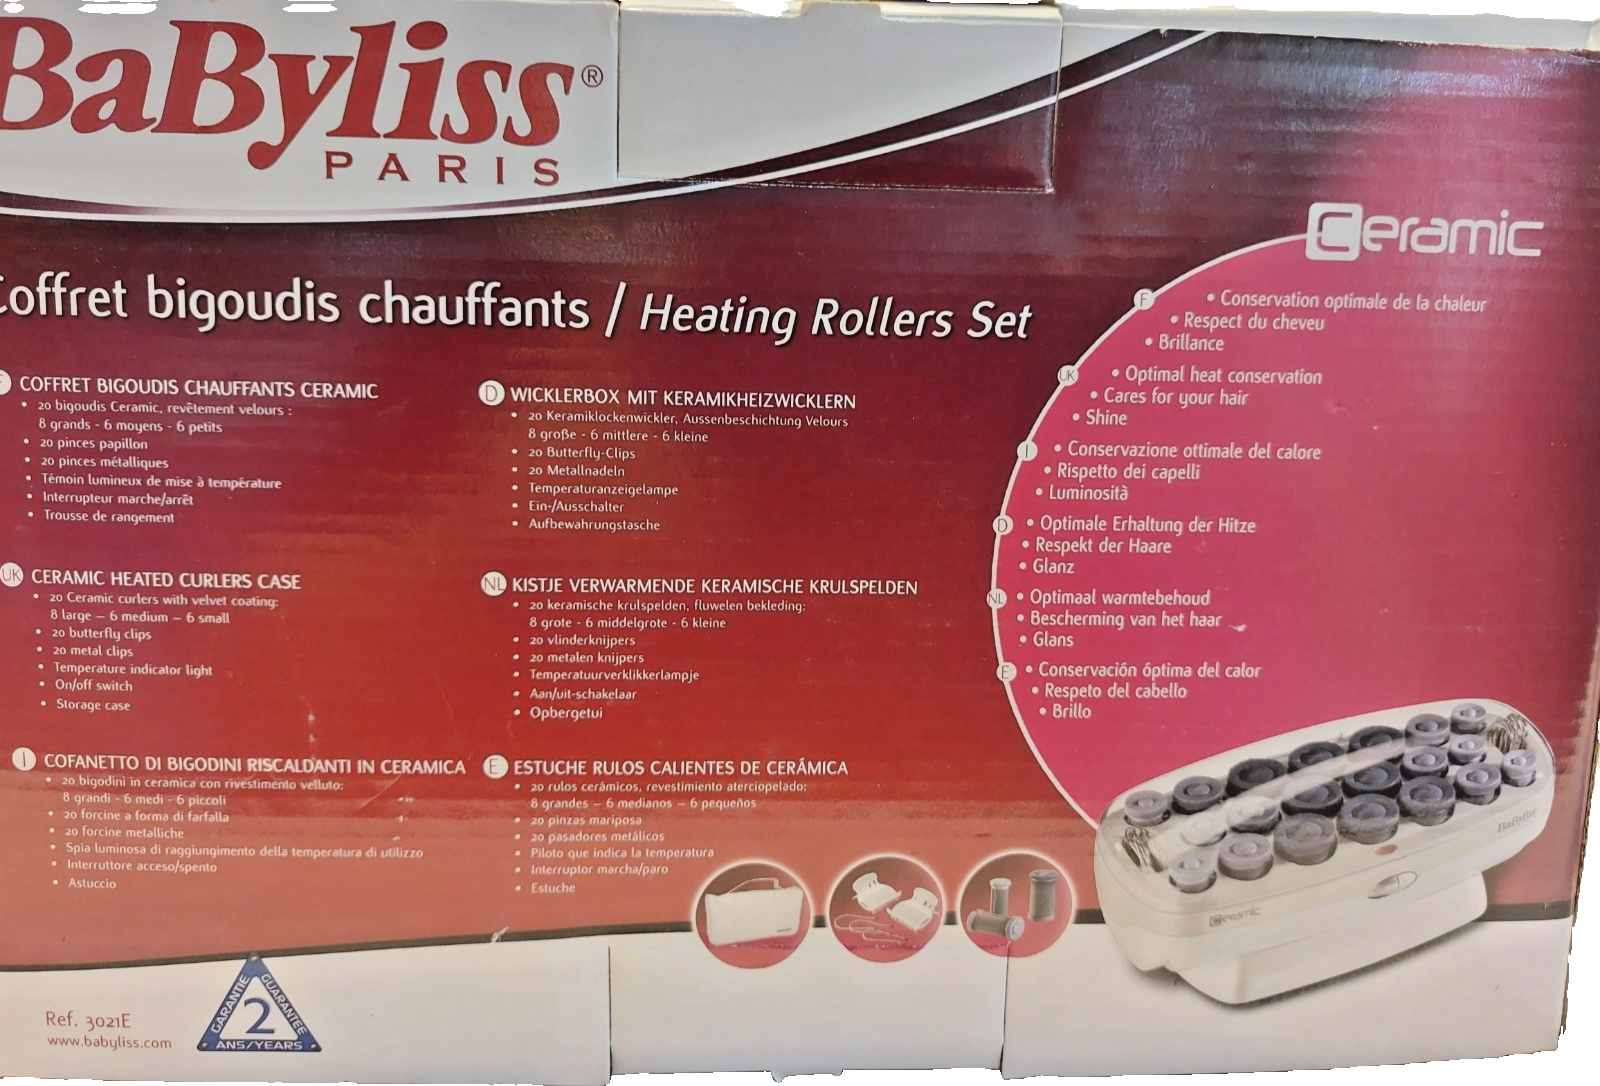 BaByliss®
PARIS
Ceramic
Coffret bigoudis chauffants / Heating Rollers Set
F COFFRET BIGOUDIS CHAUFFANTS CERAMIC
• 20 bigoudis Ceramic, revêtement velours :
8 grands - 6 moyens - 6 petits
• 20 pinces papillon
• 20 pinces métalliques
• Témoin lumineux de mise à température
• Interrupteur marche/arrêt
• Trousse de rangement
UK CERAMIC HEATED CURLERS CASE
• 20 Ceramic curlers with velvet coating:
8 large – 6 medium – 6 small
• 20 butterfly clips
• 20 metal clips
• Temperature indicator light
• On/off switch
• Storage case
I COFANETTO DI BIGODINI RISCALDANTI IN CERAMICA
• 20 bigodini in ceramica con rivestimento velluto:
8 grandi - 6 medi - 6 piccoli
• 20 forcine a forma di farfalla
• 20 forcine metalliche
• Spia luminosa di raggiungimento della temperatura di utilizzo
• Interruttore acceso/spento
• Astuccio
D WICKLERBOX MIT KERAMIKHEIZWICKLERN
• 20 Keramiklockenwickler, Aussenbeschichtung Velours
8 große - 6 mittlere - 6 kleine
• 20 Butterfly-Clips
• 20 Metallnadeln
• Temperaturanzeigelampe
• Ein-/Ausschalter
• Aufbewahrungstasche
NL KISTJE VERWARMENDE KERAMISCHE KRULSPELDEN
• 20 keramische krulspelden, fluwelen bekleding:
8 grote - 6 middelgrote - 6 kleine
• 20 vlinderknijpers
• 20 metalen knijpers
• Temperatuurverklikkerlampje
• Aan/uit-schakelaar
• Opbergetui
E ESTUCHE RULOS CALIENTES DE CERÁMICA
• 20 rulos cerámicos, revestimiento aterciopelado:
8 grandes – 6 medianos – 6 pequeños
• 20 pinzas mariposa
• 20 pasadores metálicos
• Piloto que indica la temperatura
• Interruptor marcha/paro
• Estuche
F • Conservation optimale de la chaleur
• Respect du cheveu
• Brillance
UK • Optimal heat conservation
• Cares for your hair
• Shine
I • Conservazione ottimale del calore
• Rispetto dei capelli
• Luminosità
D • Optimale Erhaltung der Hitze
• Respekt der Haare
• Glanz
NL • Optimaal warmtebehoud
• Bescherming van het haar
• Glans
E • Conservación óptima del calor
• Respeto del cabello
• Brillo
BaByliss
Ceramic
Ref. 3021E
www.babyliss.com
GARANTIE
GUARANTEE
2
ANS/YEARS